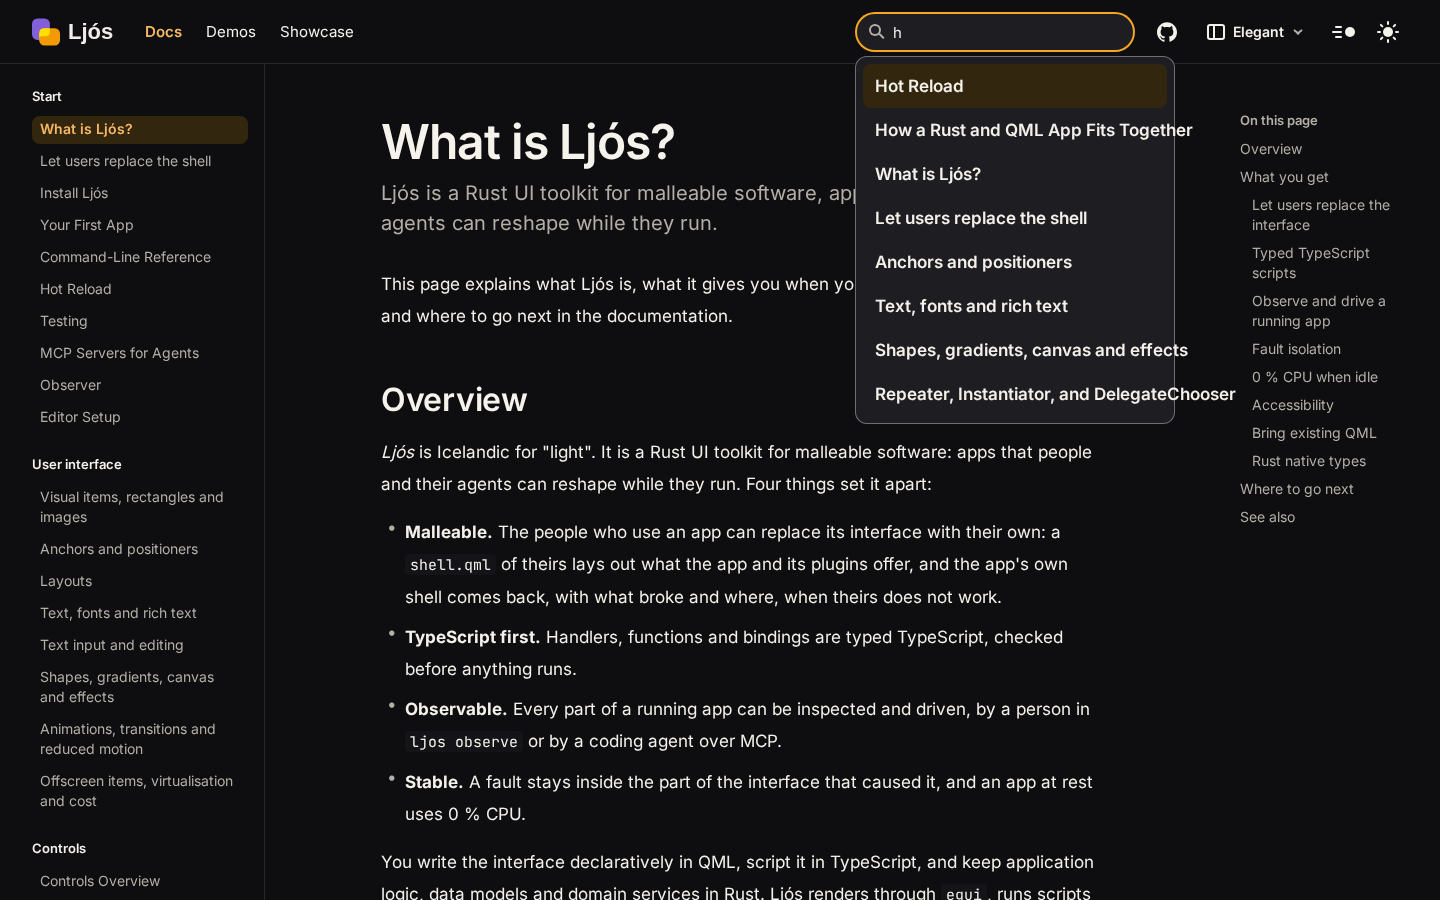 Ljós
Docs
Demos
Showcase
h
Elegant
Start
What is Ljós?
Let users replace the shell
Install Ljós
Your First App
Command-Line Reference
Hot Reload
Testing
MCP Servers for Agents
Observer
Editor Setup
User interface
Visual items, rectangles and
images
Anchors and positioners
Layouts
Text, fonts and rich text
Text input and editing
Shapes, gradients, canvas
and effects
Animations, transitions and
reduced motion
Offscreen items, virtualisation
and cost
Controls
Controls Overview
Hot Reload
How a Rust and QML App Fits Together
What is Ljós?
Let users replace the shell
Anchors and positioners
Text, fonts and rich text
Shapes, gradients, canvas and effects
Repeater, Instantiator, and DelegateChooser
What is Ljós?
Ljós is a Rust UI toolkit for malleable software,
agents can reshape while they run.
This page explains what Ljós is, what it gives you when
and where to go next in the documentation.
Overview
Ljós is Icelandic for "light". It is a Rust UI toolkit for malleable software: apps that people
and their agents can reshape while they run. Four things set it apart:
• Malleable. The people who use an app can replace its interface with their own: a
shell.qml of theirs lays out what the app and its plugins offer, and the app's own
shell comes back, with what broke and where, when theirs does not work.
• TypeScript first. Handlers, functions and bindings are typed TypeScript, checked
before anything runs.
• Observable. Every part of a running app can be inspected and driven, by a person in
ljos observe or by a coding agent over MCP.
• Stable. A fault stays inside the part of the interface that caused it, and an app at rest
uses 0 % CPU.
You write the interface declaratively in QML, script it in TypeScript, and keep application
logic, data models and domain services in Rust. Ljós renders through egui, runs scripts
On this page
Overview
What you get
Let users replace the
interface
Typed TypeScript
scripts
Observe and drive a
running app
Fault isolation
0 % CPU when idle
Accessibility
Bring existing QML
Rust native types
Where to go next
See also